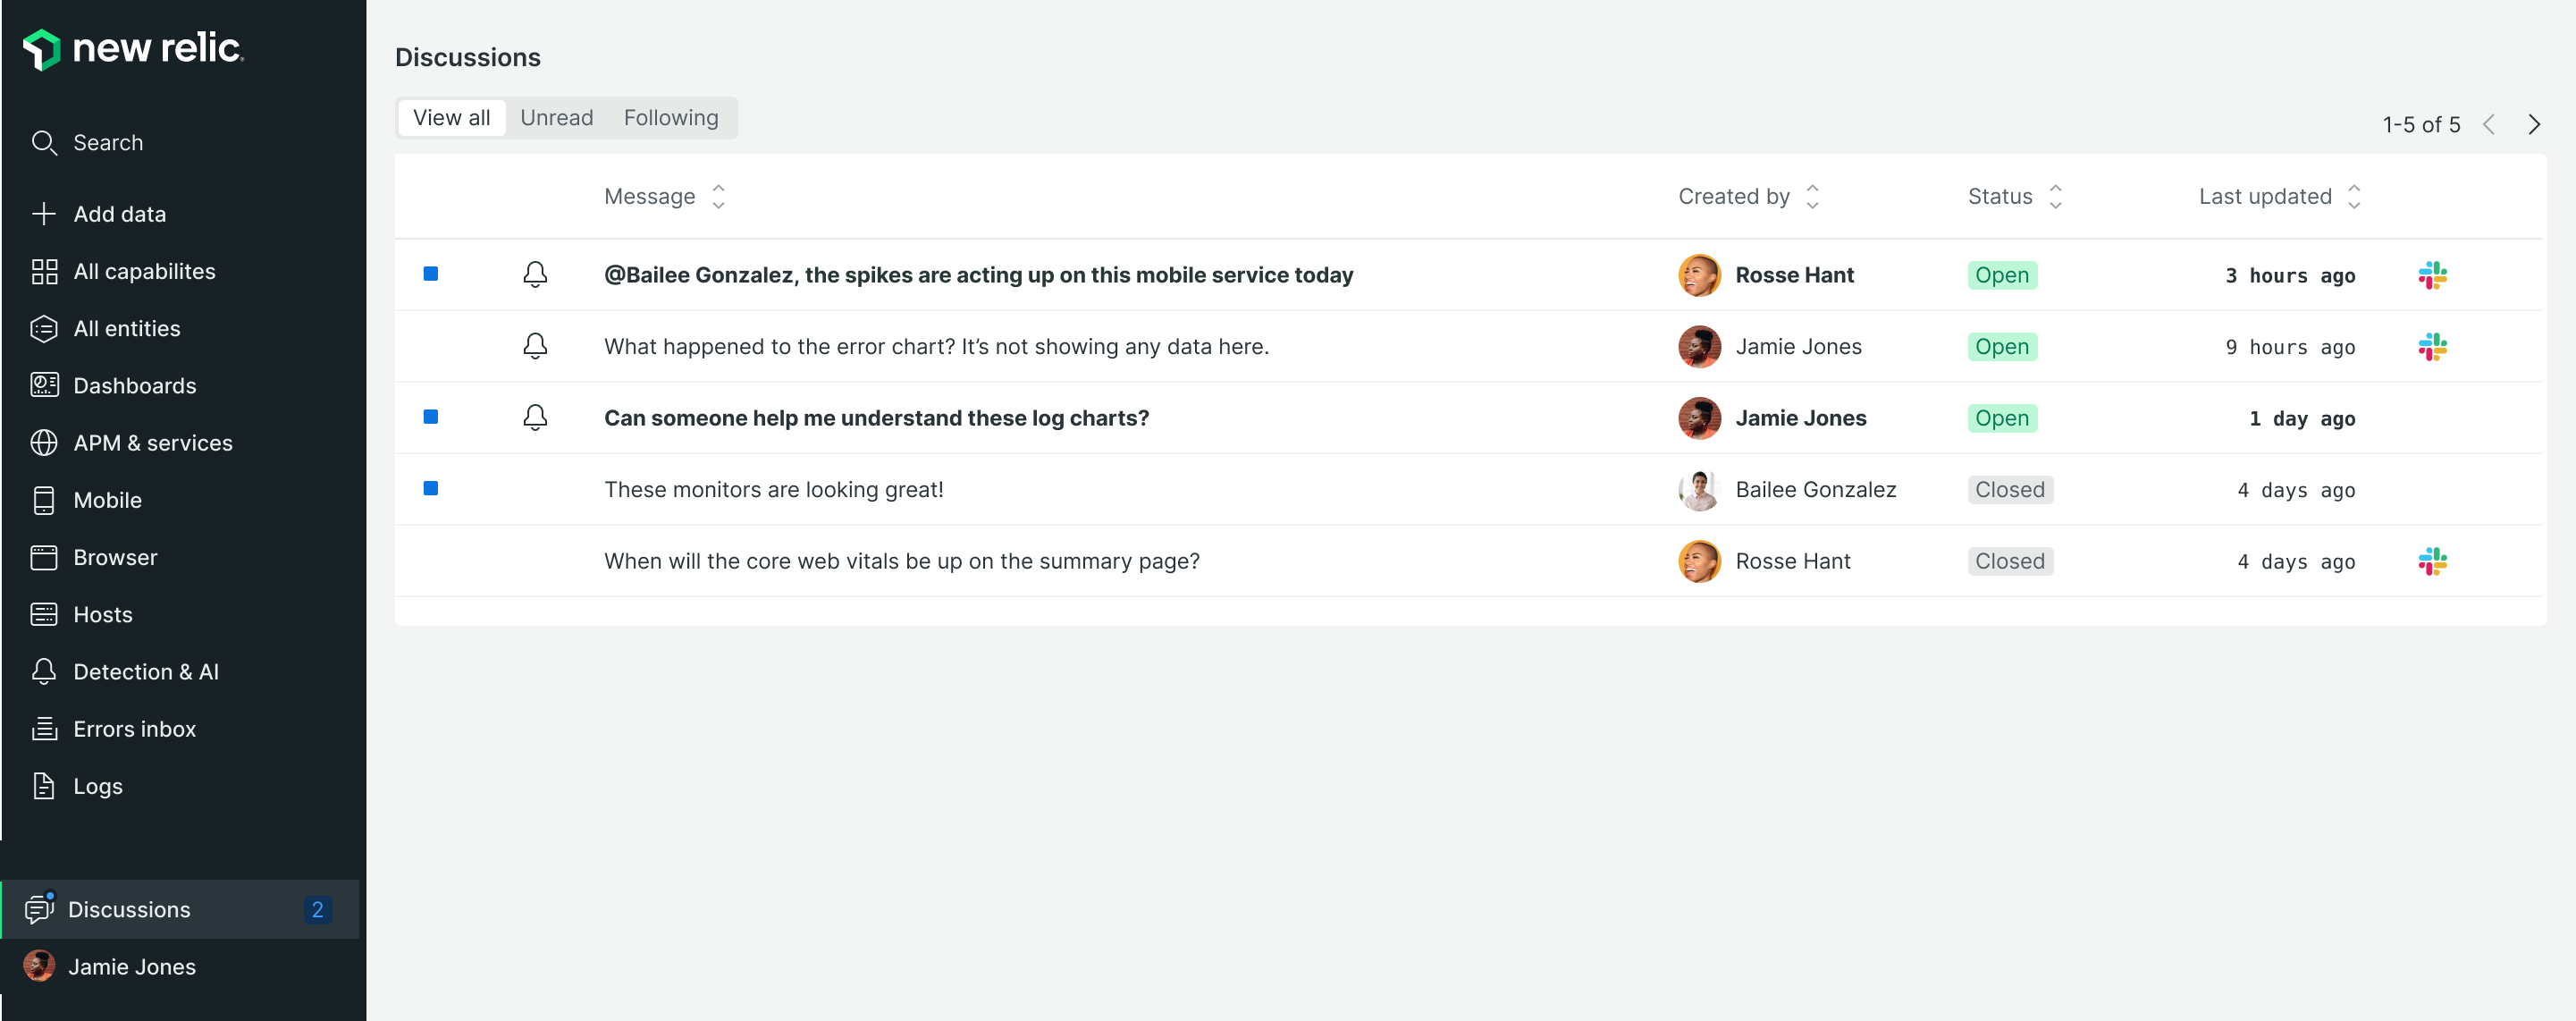 new relic.
Discussions
View all Unread Following
1-5 of 5
Search
Add data
All capabilites
All entities
Dashboards
APM & services
Mobile
Browser
Hosts
Detection & AI
Errors inbox
Logs
Discussions 2
Jamie Jones
Message Created by Status Last updated
@Bailee Gonzalez, the spikes are acting up on this mobile service today Rosse Hant Open 3 hours ago
What happened to the error chart? It’s not showing any data here. Jamie Jones Open 9 hours ago
Can someone help me understand these log charts? Jamie Jones Open 1 day ago
These monitors are looking great! Bailee Gonzalez Closed 4 days ago
When will the core web vitals be up on the summary page? Rosse Hant Closed 4 days ago